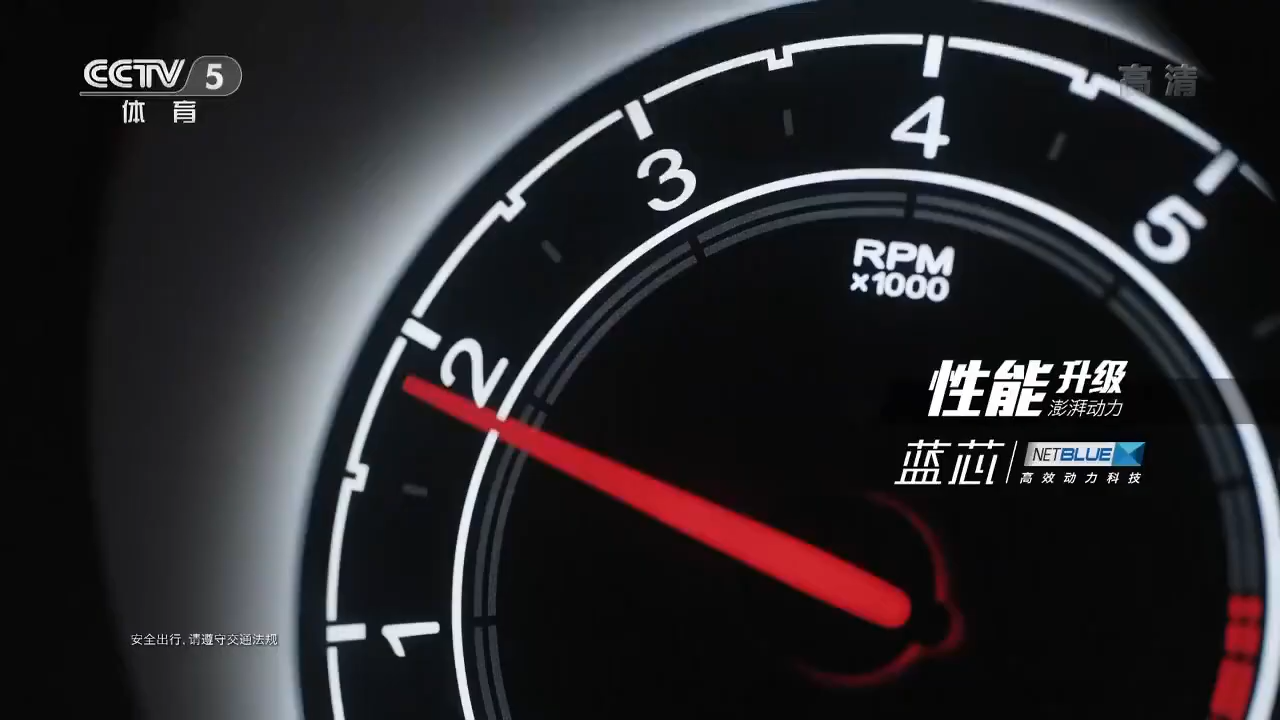 CCTV 5
体育
高清
4
3
5
RPM
x1000
2
性能升级
澎湃动力
蓝芯
NETBLUE
高效动力科技
1
安全出行,请遵守交通法规